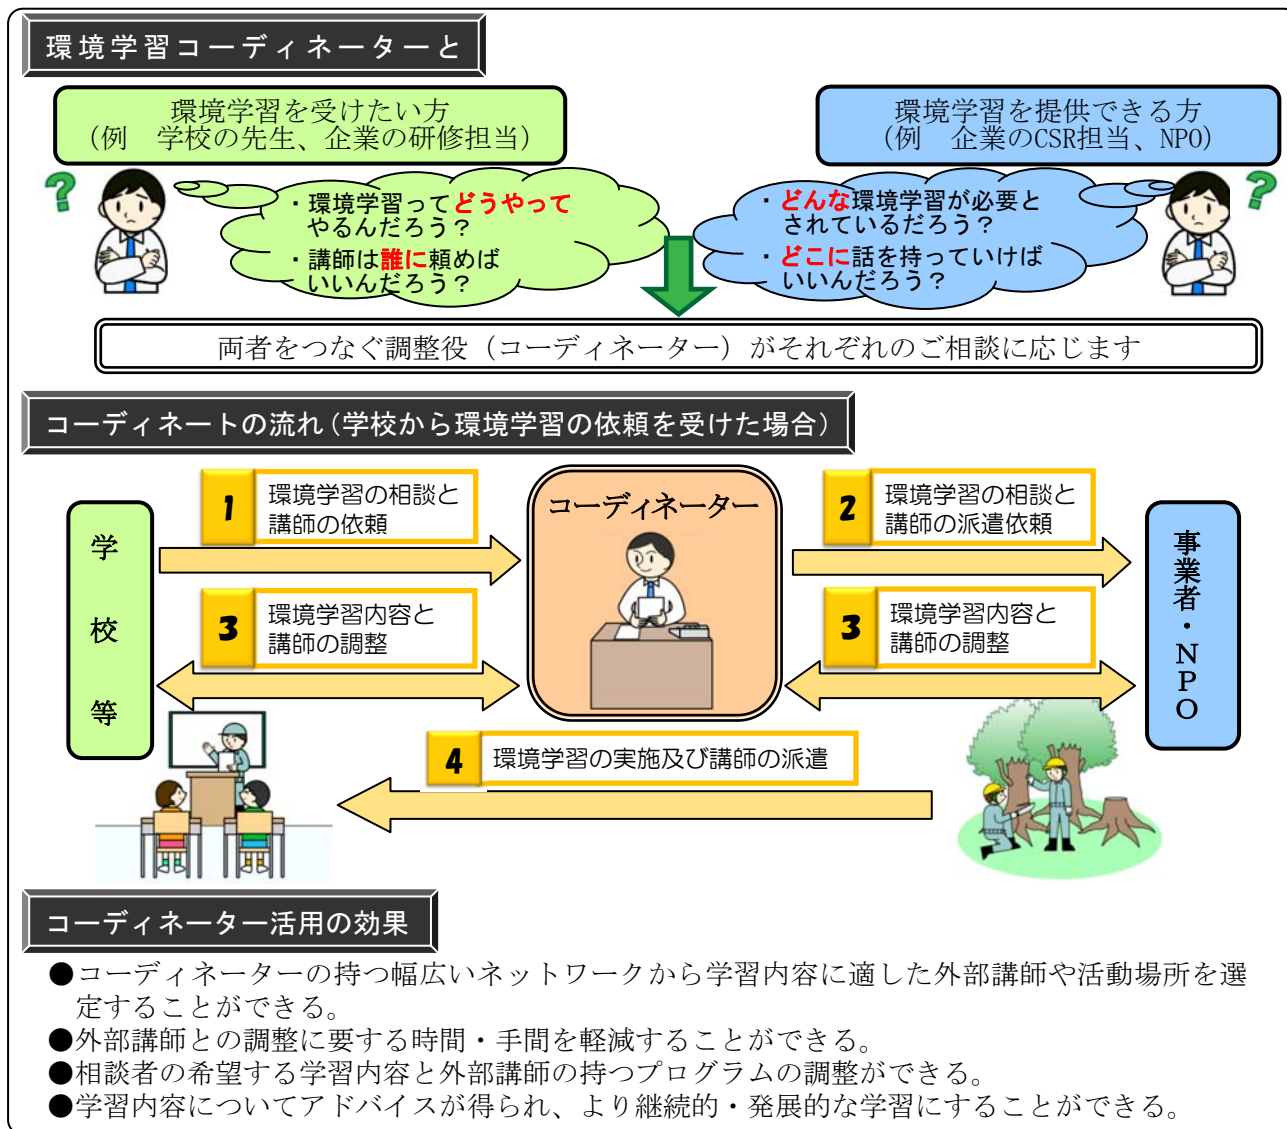 環境学習コーディネーターと
環境学習を受けたい方
(例　学校の先生、企業の研修担当)
環境学習を提供できる方
(例　企業のCSR担当、NPO)
?
・環境学習ってどうやって
やるんだろう？
・講師は誰に頼めば
いいんだろう？
・どんな環境学習が必要と
されているだろう？
・どこに話を持っていけば
いいんだろう？
?
両者をつなぐ調整役（コーディネーター）がそれぞれのご相談に応じます
コーディネートの流れ(学校から環境学習の依頼を受けた場合)
学校等
1
環境学習の相談と
講師の依頼
3
環境学習内容と
講師の調整
コーディネーター
2
環境学習の相談と
講師の派遣依頼
3
環境学習内容と
講師の調整
事業者・NPO
4
環境学習の実施及び講師の派遣
コーディネーター活用の効果
●コーディネーターの持つ幅広いネットワークから学習内容に適した外部講師や活動場所を選
定することができる。
●外部講師との調整に要する時間・手間を軽減することができる。
●相談者の希望する学習内容と外部講師の持つプログラムの調整ができる。
●学習内容についてアドバイスが得られ、より継続的・発展的な学習にすることができる。